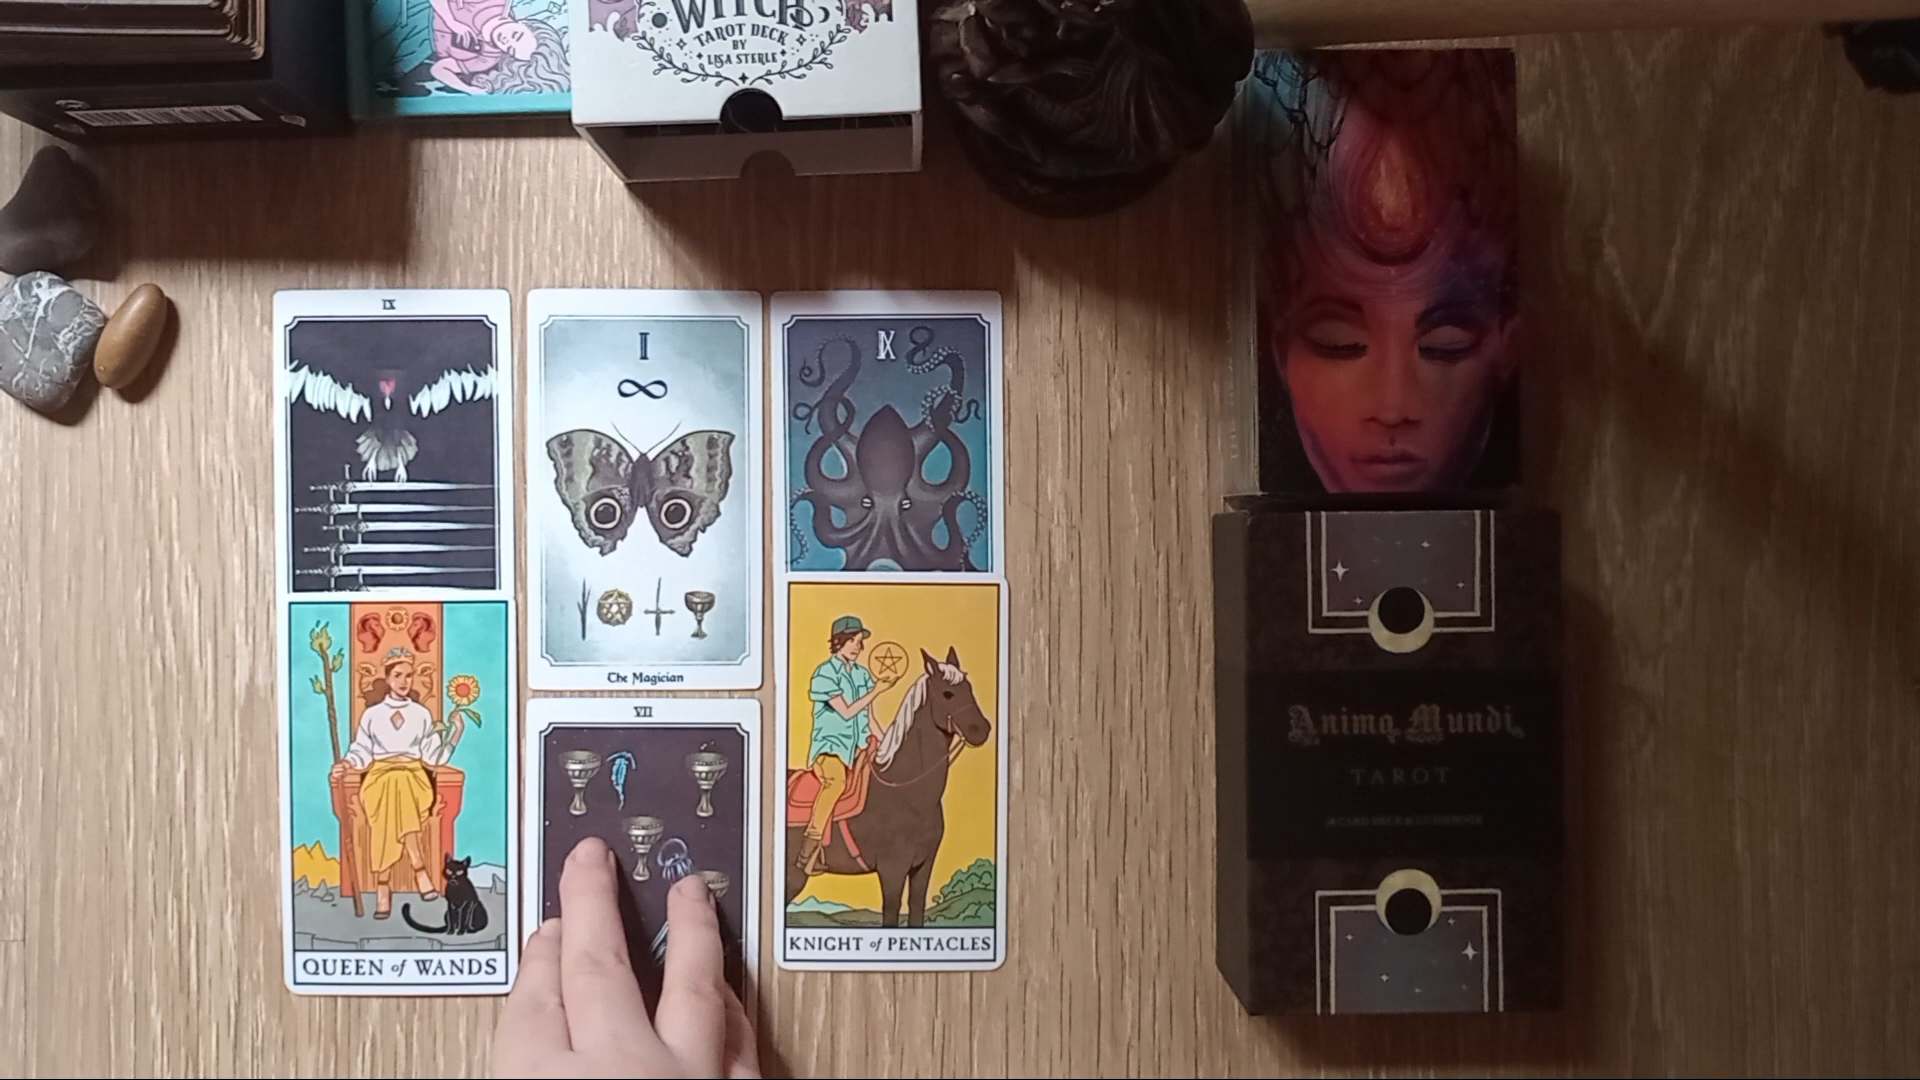 WITCH
TAROT DECK
BY
LISA STERLE
IX
I
The Magician
IX
QUEEN of WANDS
VII
KNIGHT of PENTACLES
Anima Mundi
TAROT